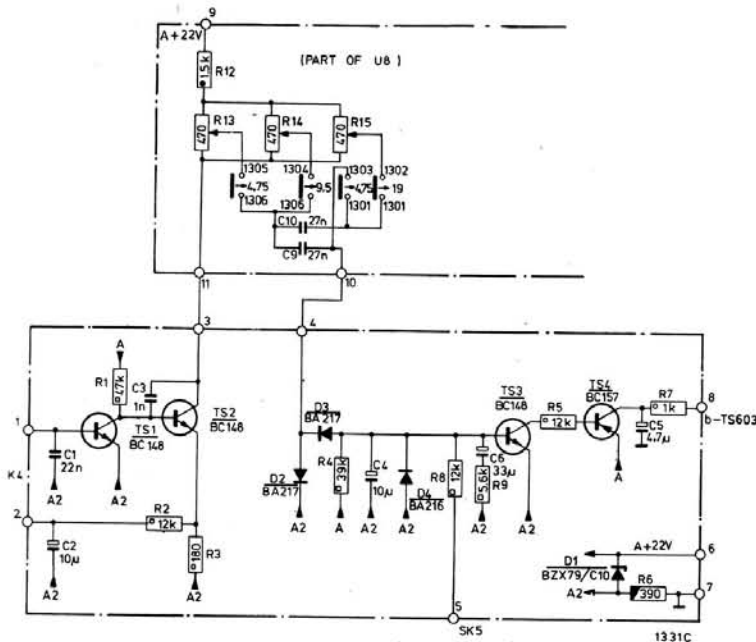 9
A+22V
(PART OF U8)
1.5k
R12
R13
R14
R15
470
470
470
1305
1304
1303
1302
4.75
9.5
4.75
19
1306
1306
1301
1301
C10
27n
C9
27n
11
10
3
4
A
R1
47k
C3
1n
TS2
BC148
TS1
BC148
1
C1
22n
K4
A2
A2
2
R2
12k
C2
10µ
180
R3
A2
A2
D3
BA217
D2
BA217
R4
39k
C4
10µ
D4
BA216
R8
12k
C6
33µ
5.6k
R9
TS3
BC148
R5
12k
TS4
BC157
R7
1k
8
b-TS603
C5
4.7µ
A2
A
A2
A2
A2
A2
A
A2
D1
BZX79/C10
A+22V
6
A2
R6
390
7
5
SK5
1331C